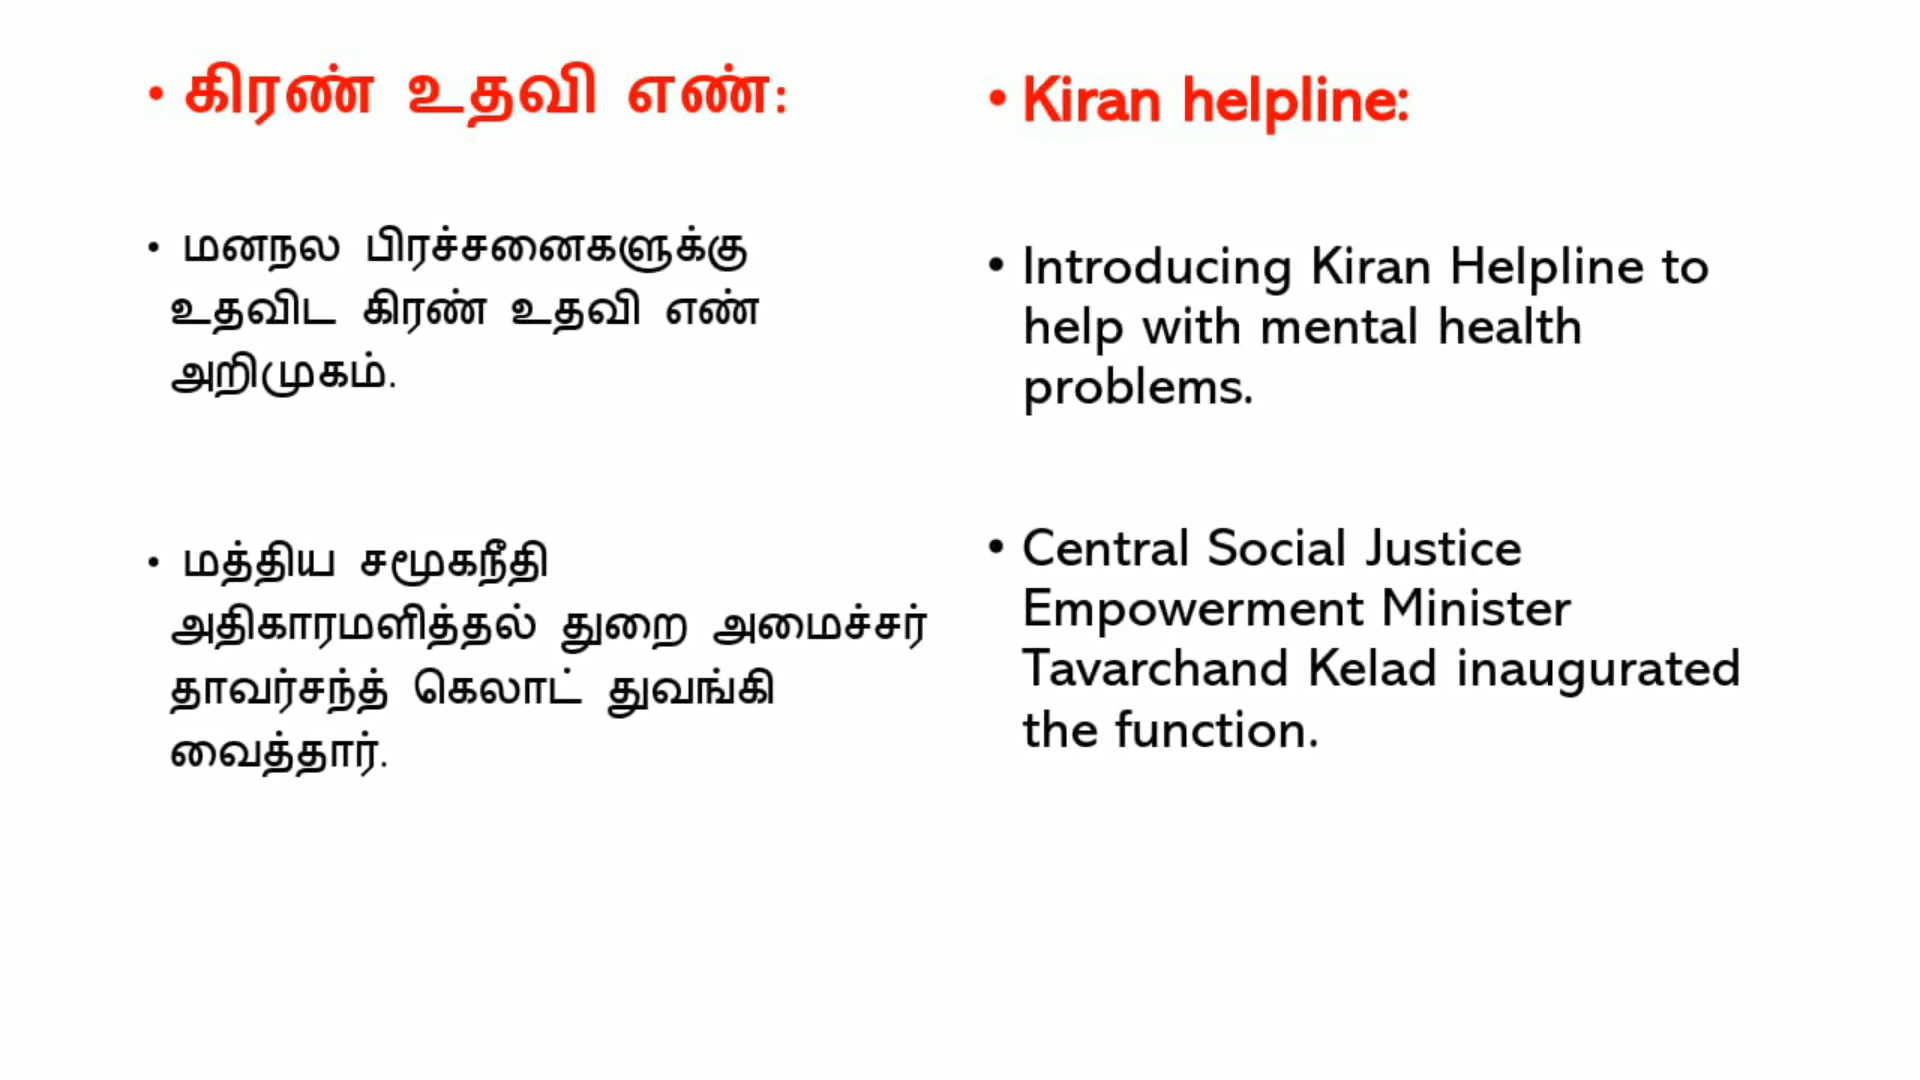 • கிரண் உதவி எண்:
• மனநல பிரச்சனைகளுக்கு
உதவிட கிரண் உதவி எண்
அறிமுகம்.
• மத்திய சமூகநீதி
அதிகாரமளித்தல் துறை அமைச்சர்
தாவர்சந்த் கெலாட் துவங்கி
வைத்தார்.
• Kiran helpline:
• Introducing Kiran Helpline to
help with mental health
problems.
• Central Social Justice
Empowerment Minister
Tavarchand Kelad inaugurated
the function.